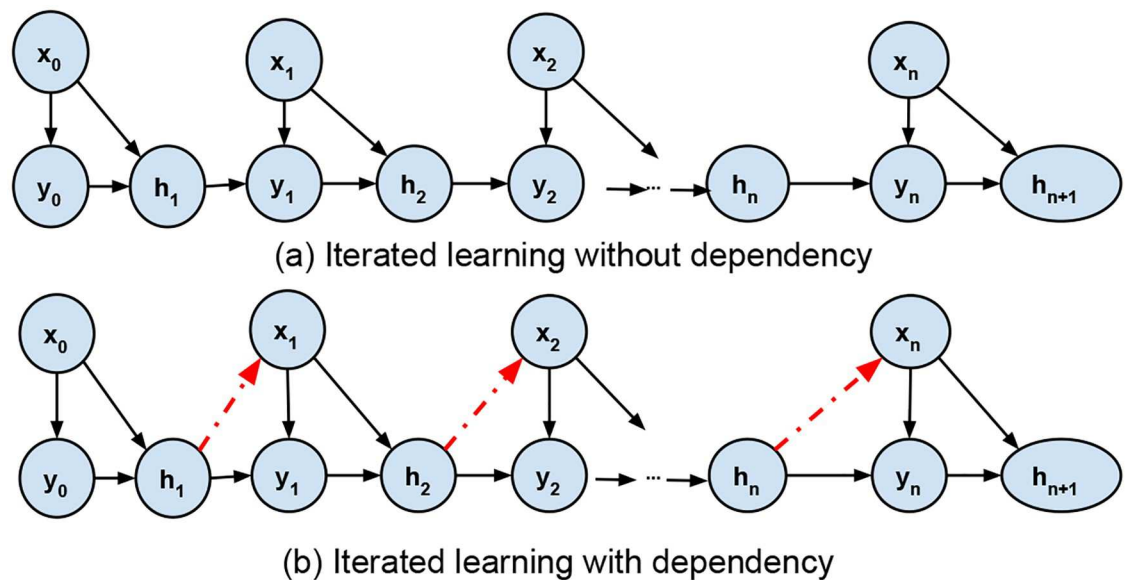 x0 x1 x2 xn
y0 h1 y1 h2 y2 ... hn yn hn+1
(a) Iterated learning without dependency
x0 x1 x2 xn
y0 h1 y1 h2 y2 ... hn yn hn+1
(b) Iterated learning with dependency